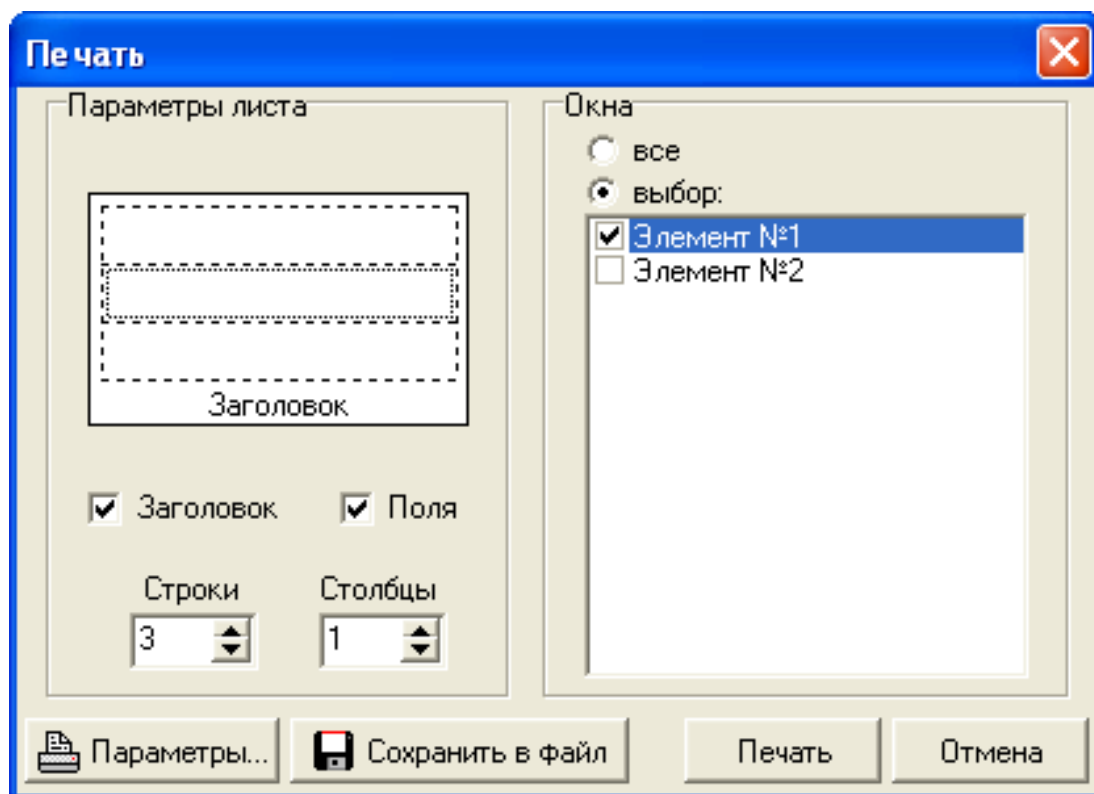 Печать
Параметры листа
Заголовок
Заголовок
Поля
Строки
Столбцы
3
1
Окна
все
выбор:
Элемент №1
Элемент №2
Параметры...
Сохранить в файл
Печать
Отмена